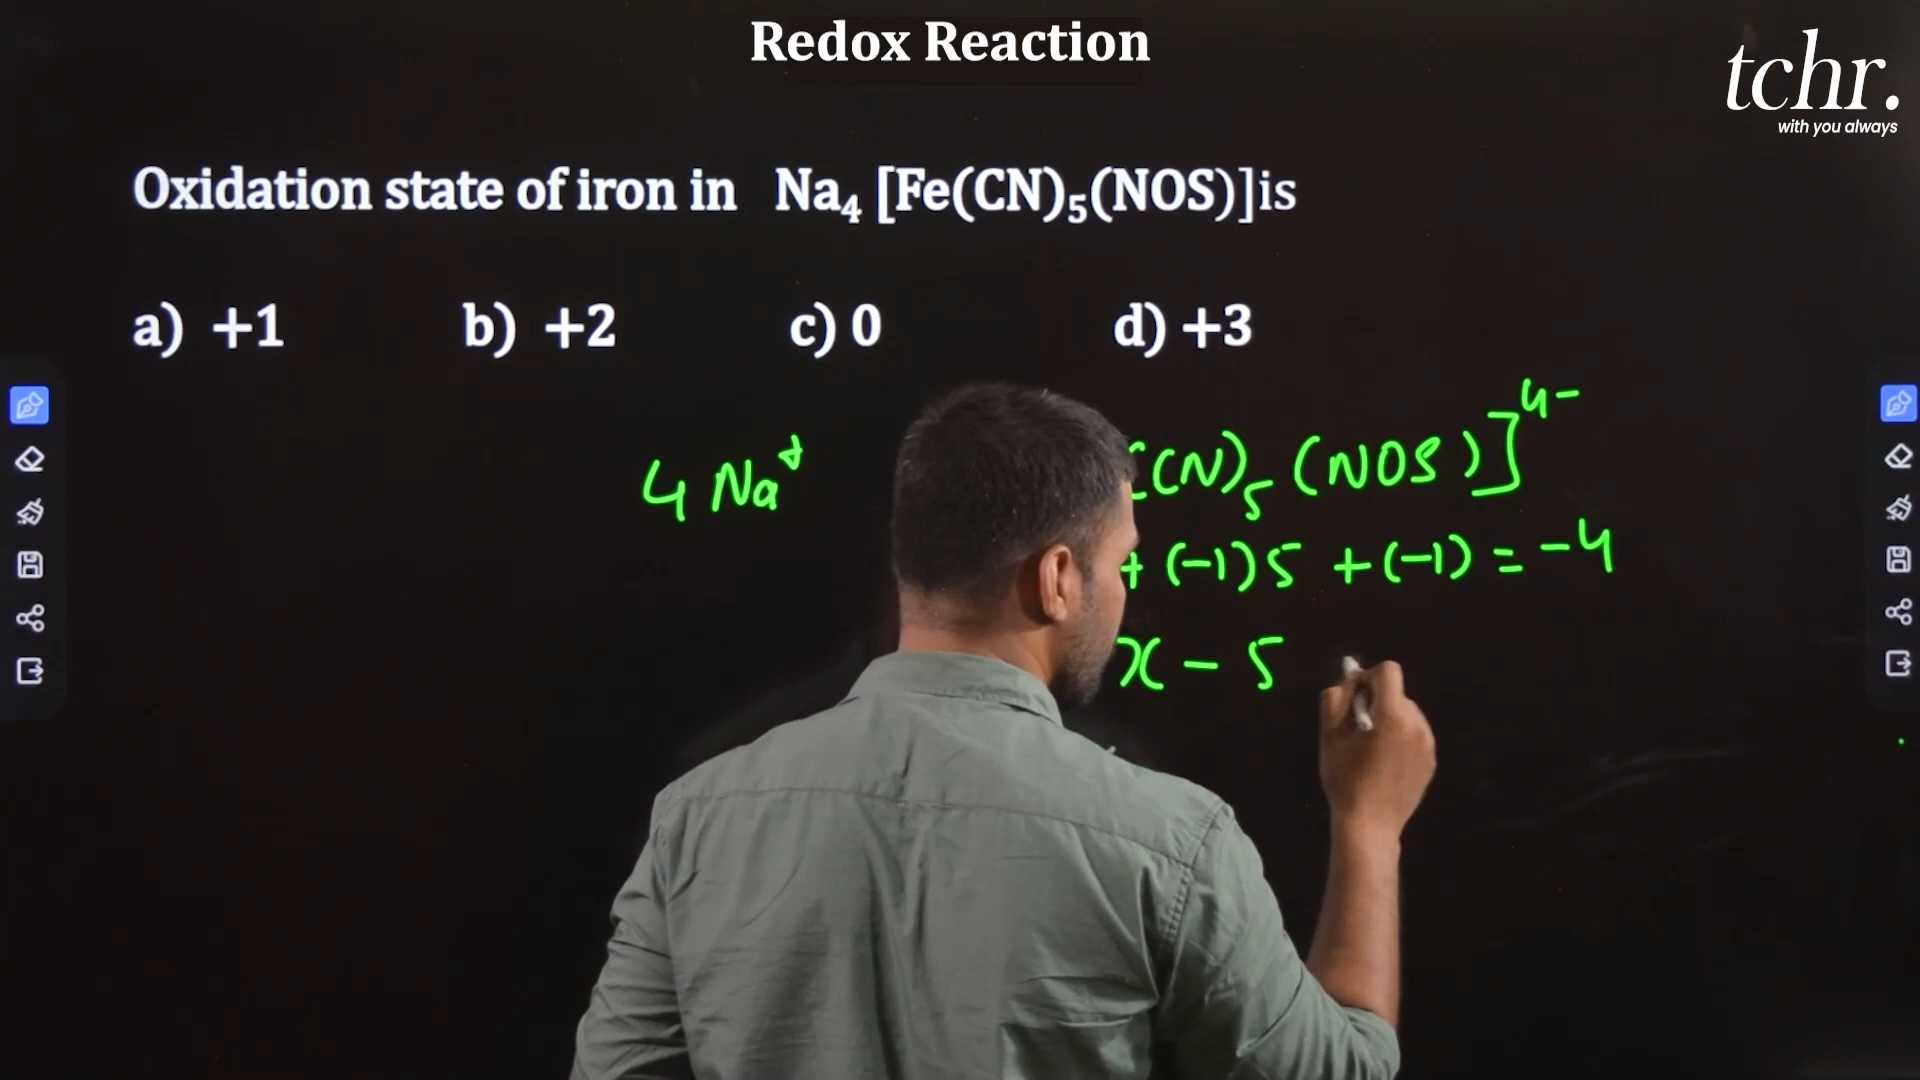 Redox Reaction
tchr.
with you always
Oxidation state of iron in Na₄ [Fe(CN)₅(NOS)]is
a) +1 b) +2 c) 0 d) +3
4 Na⁺ (CN)₅ (NOS)]⁴⁻
+ (-1)5 + (-1) = -4
x - 5